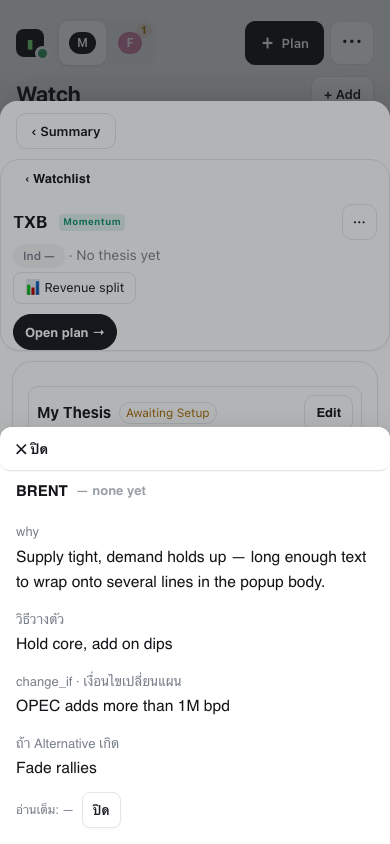 M
F
1
+ Plan
...
Watch
+ Add
‹ Summary
‹ Watchlist
TXB Momentum
...
Ind — · No thesis yet
Revenue split
Open plan →
My Thesis Awaiting Setup Edit
× ปิด
BRENT — none yet
why
Supply tight, demand holds up — long enough text
to wrap onto several lines in the popup body.
วิธีวางตัว
Hold core, add on dips
change_if · เงื่อนไขเปลี่ยนแผน
OPEC adds more than 1M bpd
ถ้า Alternative เกิด
Fade rallies
อ่านเต็ม: — ปิด